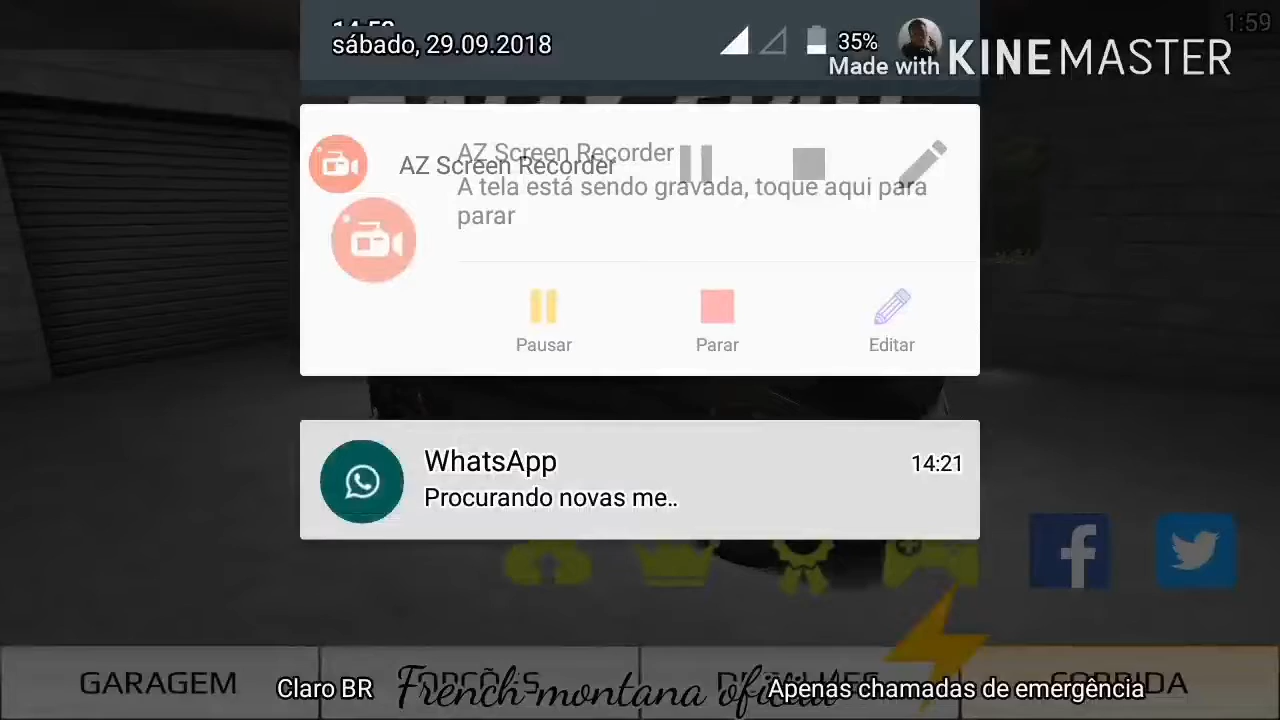 1:59
sábado, 29.09.2018
35%
Made with KINEMASTER
AZ Screen Recorder
AZ Screen Recorder
A tela está sendo gravada, toque aqui para
parar
Pausar
Parar
Editar
WhatsApp
14:21
Procurando novas me..
GARAGEM
OPÇÕES
CORRIDA
Claro BR
French montana oficial
Apenas chamadas de emergência